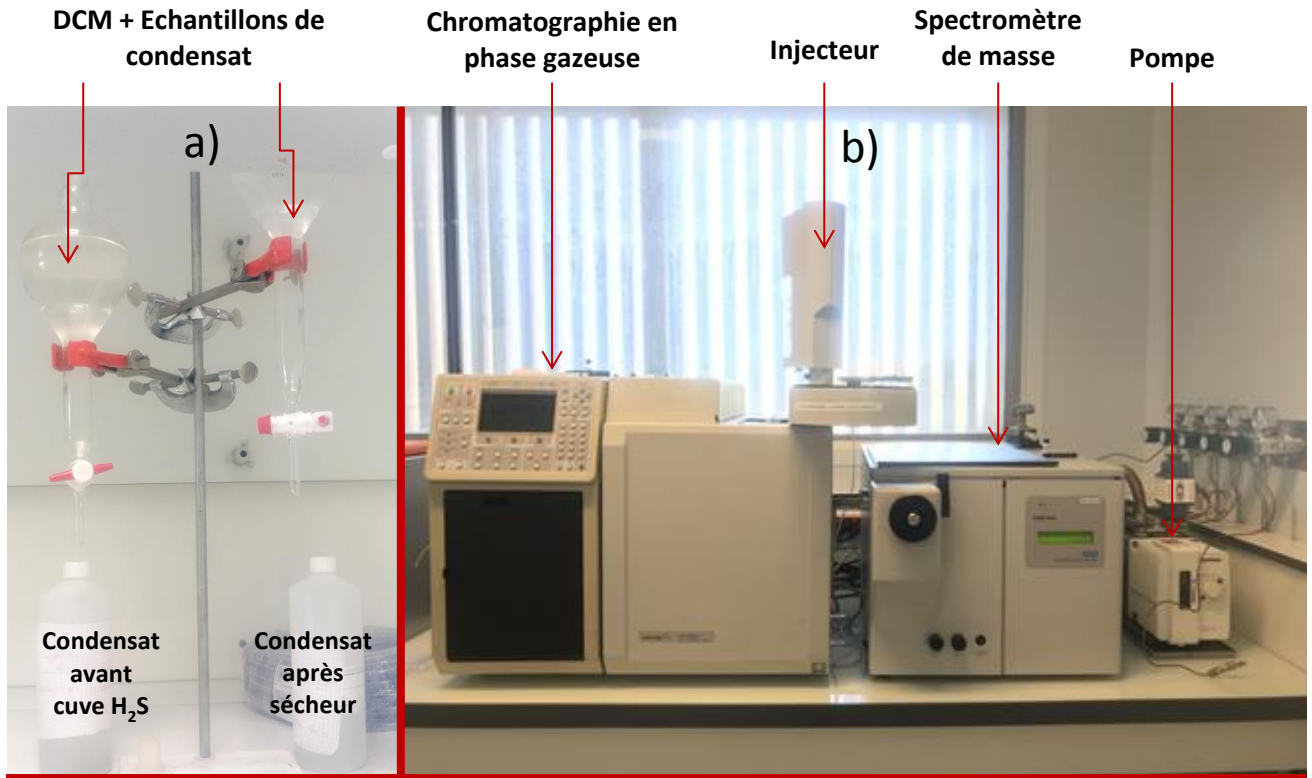 DCM + Echantillons de
condensat
Chromatographie en
phase gazeuse
Injecteur
Spectromètre
de masse
Pompe
a)
b)
Condensat
avant
cuve H₂S
Condensat
après
sécheur